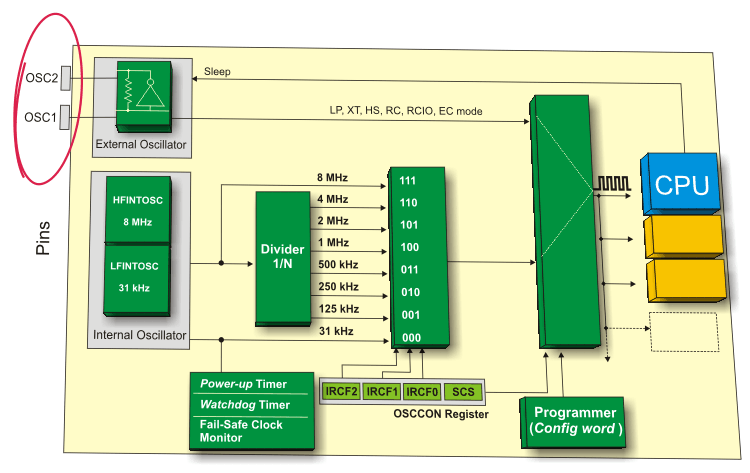 OSC2
OSC1
Pins
Sleep
LP, XT, HS, RC, RCIO, EC mode
External Oscillator
CPU
HFINTOSC
8 MHz
LFINTOSC
31 kHz
Internal Oscillator
Divider
1/N
8 MHz
4 MHz
2 MHz
1 MHz
500 kHz
250 kHz
125 kHz
31 kHz
111
110
101
100
011
010
001
000
Power-up Timer
Watchdog Timer
Fail-Safe Clock
Monitor
IRCF2 IRCF1 IRCF0 SCS
OSCCON Register
Programmer
(Config word )